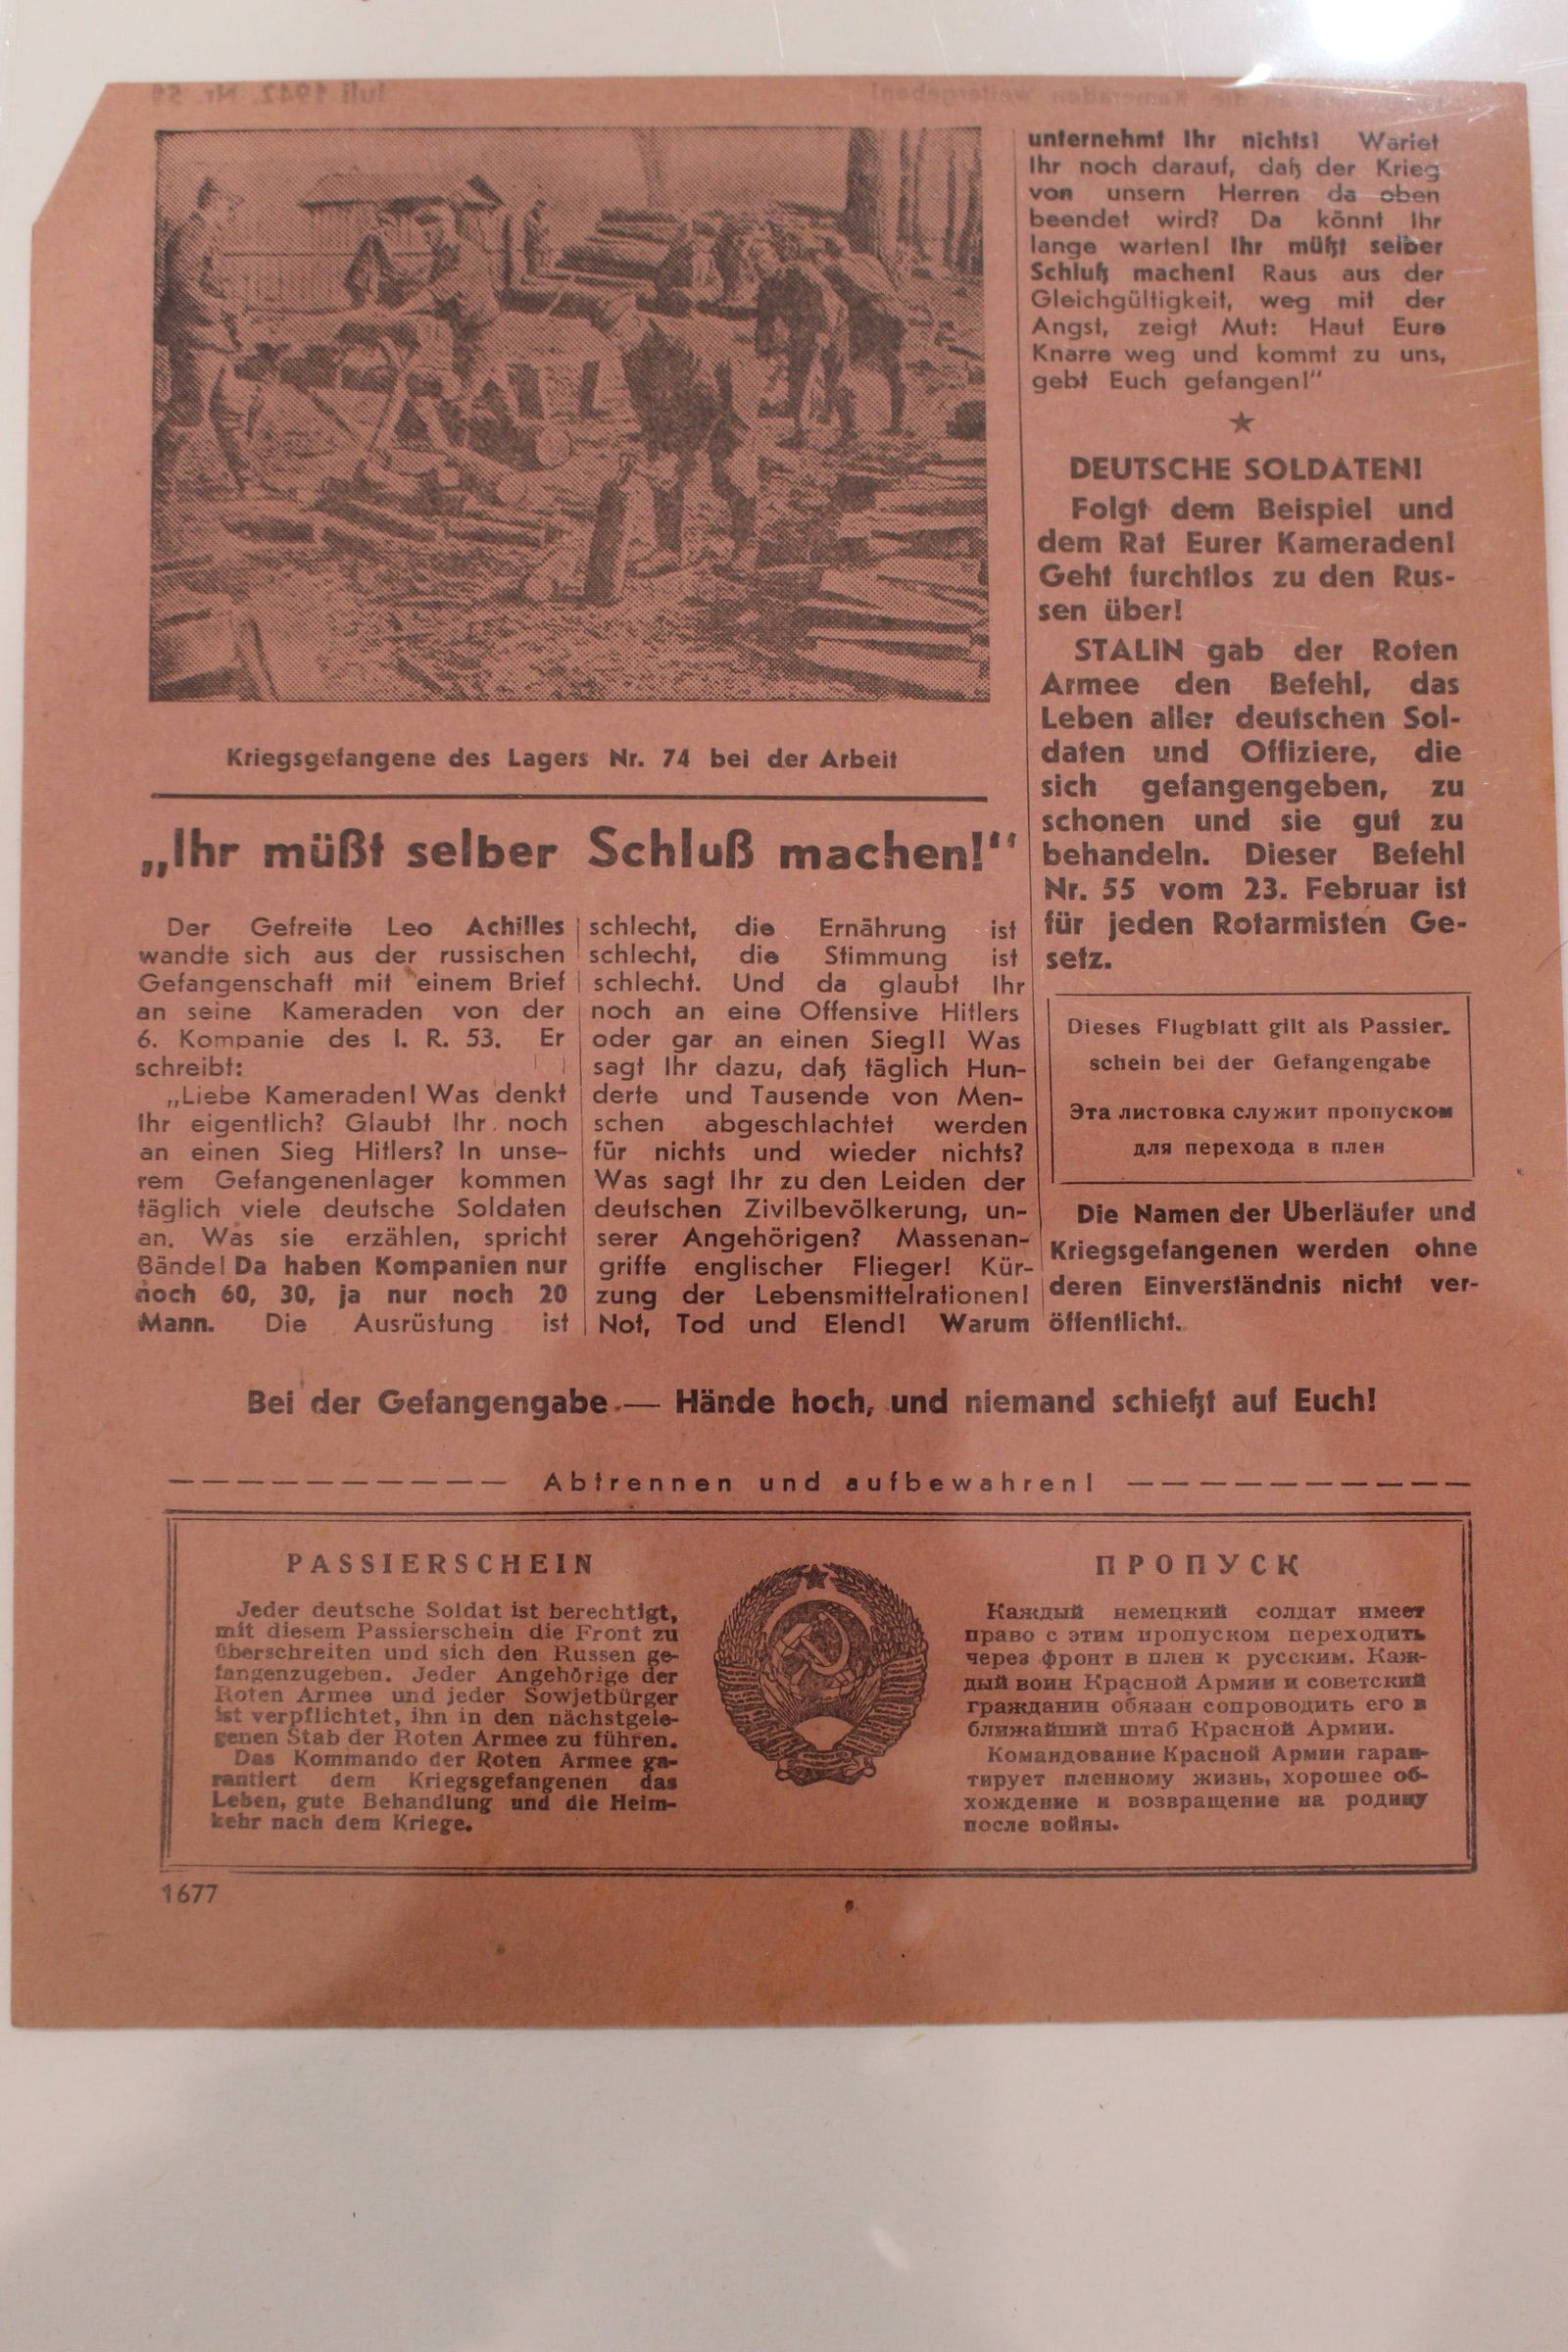 Juli 1942. Nr. 51
Kameraden weitergeben!
Kriegsgefangene des Lagers Nr. 74 bei der Arbeit
„Ihr müßt selber Schluß machen!“
Der Gefreite Leo Achilles
wandte sich aus der russischen
Gefangenschaft mit einem Brief
an seine Kameraden von der
6. Kompanie des I. R. 53. Er
schreibt:
„Liebe Kameraden! Was denkt
Ihr eigentlich? Glaubt Ihr noch
an einen Sieg Hitlers? In unse-
rem Gefangenenlager kommen
täglich viele deutsche Soldaten
an. Was sie erzählen, spricht
Bände! Da haben Kompanien nur
noch 60, 30, ja nur noch 20
Mann. Die Ausrüstung ist
schlecht, die Ernährung ist
schlecht, die Stimmung ist
schlecht. Und da glaubt Ihr
noch an eine Offensive Hitlers
oder gar an einen Sieg!! Was
sagt Ihr dazu, daß täglich Hun-
derte und Tausende von Men-
schen abgeschlachtet werden
für nichts und wieder nichts?
Was sagt Ihr zu den Leiden der
deutschen Zivilbevölkerung, un-
serer Angehörigen? Massenan-
griffe englischer Flieger! Kür-
zung der Lebensmittelrationen!
Not, Tod und Elend! Warum
unternehmt Ihr nichts! Wartet
Ihr noch darauf, daß der Krieg
von unsern Herren da oben
beendet wird? Da könnt Ihr
lange warten! Ihr müßt selber
Schluß machen! Raus aus der
Gleichgültigkeit, weg mit der
Angst, zeigt Mut: Haut Eure
Knarre weg und kommt zu uns,
gebt Euch gefangen!“
DEUTSCHE SOLDATEN!
Folgt dem Beispiel und
dem Rat Eurer Kameraden!
Geht furchtlos zu den Rus-
sen über!
STALIN gab der Roten
Armee den Befehl, das
Leben aller deutschen Sol-
daten und Offiziere, die
sich gefangengeben, zu
schonen und sie gut zu
behandeln. Dieser Befehl
Nr. 55 vom 23. Februar ist
für jeden Rotarmisten Ge-
setz.
Dieses Flugblatt gilt als Passier-
schein bei der Gefangengabe
Эта листовка служит пропуском
для перехода в плен
Die Namen der Uberläufer und
Kriegsgefangenen werden ohne
deren Einverständnis nicht ver-
öffentlicht.
Bei der Gefangengabe — Hände hoch, und niemand schießt auf Euch!
Abtrennen und aufbewahren!
PASSIERSCHEIN
Jeder deutsche Soldat ist berechtigt,
mit diesem Passierschein die Front zu
überschreiten und sich den Russen ge-
fangenzugeben. Jeder Angehörige der
Roten Armee und jeder Sowjetbürger
ist verpflichtet, ihn in den nächstgele-
genen Stab der Roten Armee zu führen.
Das Kommando der Roten Armee ga-
rantiert dem Kriegsgefangenen das
Leben, gute Behandlung und die Heim-
kehr nach dem Kriege.
ПРОПУСК
Каждый немецкий солдат имеет
право с этим пропуском переходить
через фронт в плен к русским. Каж-
дый воин Красной Армии и советский
гражданин обязан сопроводить его в
ближайший штаб Красной Армии.
Командование Красной Армии гаран-
тирует пленному жизнь, хорошее об-
хождение и возвращение на родину
после войны.
1677